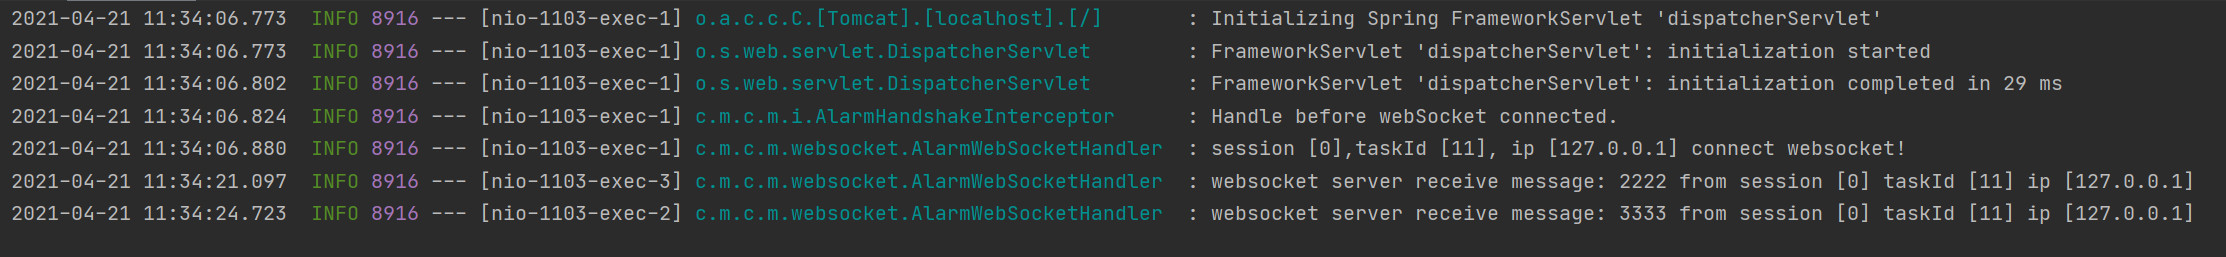 2021-04-21 11:34:06.773  INFO 8916 --- [nio-1103-exec-1] o.a.c.c.C.[Tomcat].[localhost].[/]       : Initializing Spring FrameworkServlet 'dispatcherServlet'
2021-04-21 11:34:06.773  INFO 8916 --- [nio-1103-exec-1] o.s.web.servlet.DispatcherServlet        : FrameworkServlet 'dispatcherServlet': initialization started
2021-04-21 11:34:06.802  INFO 8916 --- [nio-1103-exec-1] o.s.web.servlet.DispatcherServlet        : FrameworkServlet 'dispatcherServlet': initialization completed in 29 ms
2021-04-21 11:34:06.824  INFO 8916 --- [nio-1103-exec-1] c.m.c.m.i.AlarmHandshakeInterceptor      : Handle before webSocket connected.
2021-04-21 11:34:06.880  INFO 8916 --- [nio-1103-exec-1] c.m.c.m.websocket.AlarmWebSocketHandler  : session [0],taskId [11], ip [127.0.0.1] connect websocket!
2021-04-21 11:34:21.097  INFO 8916 --- [nio-1103-exec-3] c.m.c.m.websocket.AlarmWebSocketHandler  : websocket server receive message: 2222 from session [0] taskId [11] ip [127.0.0.1]
2021-04-21 11:34:24.723  INFO 8916 --- [nio-1103-exec-2] c.m.c.m.websocket.AlarmWebSocketHandler  : websocket server receive message: 3333 from session [0] taskId [11] ip [127.0.0.1]